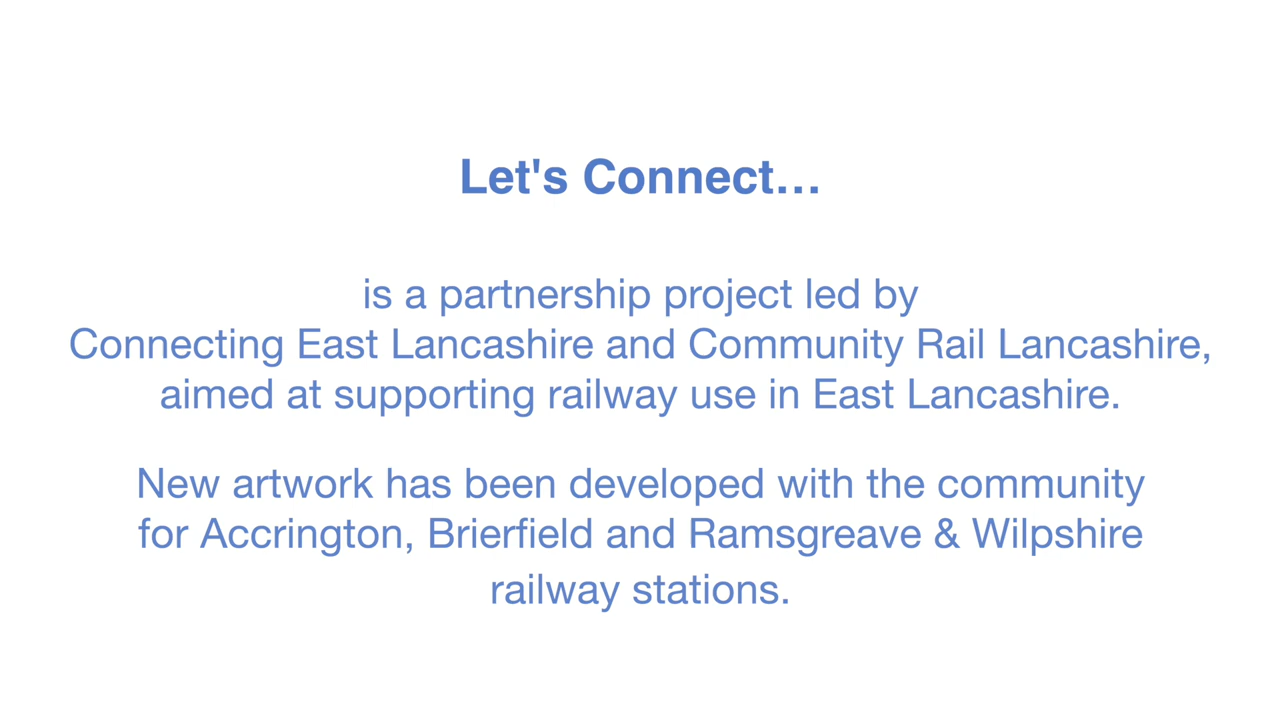 Let's Connect…
is a partnership project led by
Connecting East Lancashire and Community Rail Lancashire,
aimed at supporting railway use in East Lancashire.
New artwork has been developed with the community
for Accrington, Brierfield and Ramsgreave & Wilpshire
railway stations.